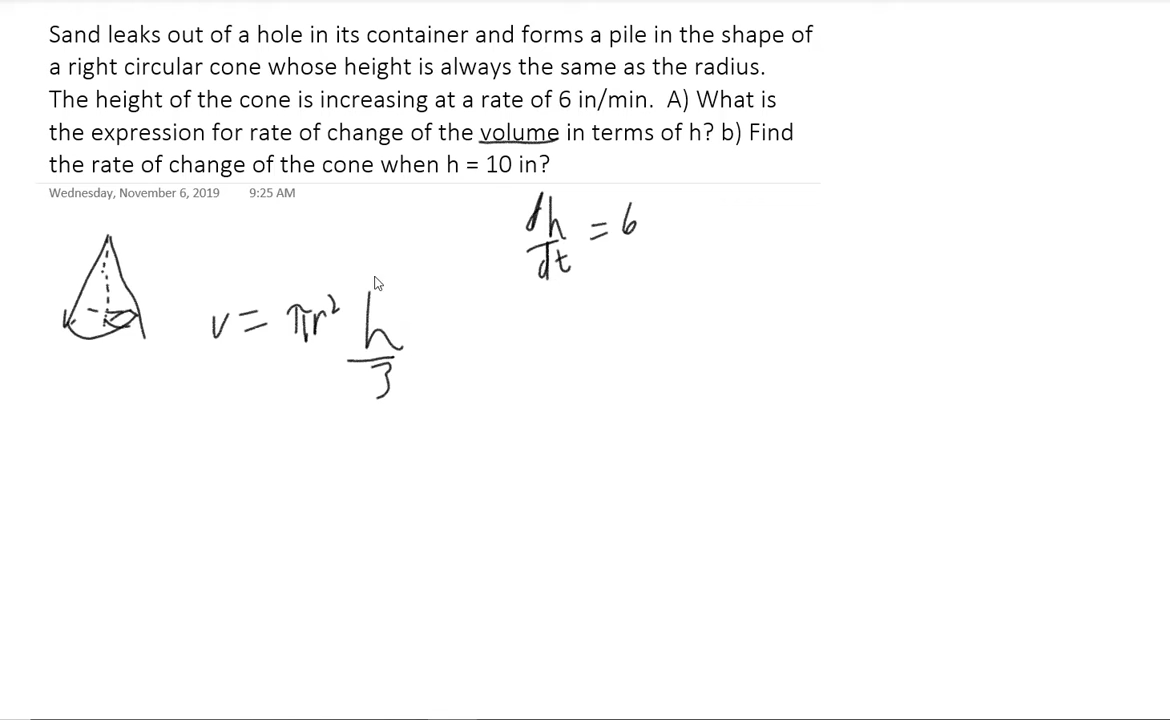 Sand leaks out of a hole in its container and forms a pile in the shape of
a right circular cone whose height is always the same as the radius.
The height of the cone is increasing at a rate of 6 in/min. A) What is
the expression for rate of change of the volume in terms of h? b) Find
the rate of change of the cone when h = 10 in?
Wednesday, November 6, 2019 9:25 AM
dh/dt = 6
v = πr² h/3